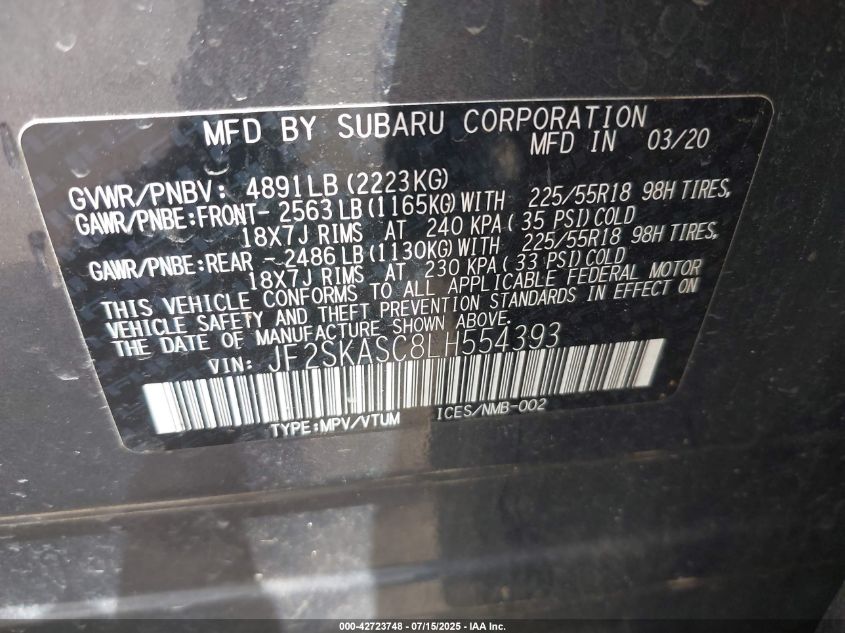 MFD BY SUBARU CORPORATION
MFD IN 03/20
GVWR/PNBV: 4891LB (2223KG)
GAWR/PNBE:FRONT- 2563 LB (1165KG) WITH 225/55R18 98H TIRES,
18X7J RIMS AT 240 KPA ( 35 PSI) COLD
GAWR/PNBE:REAR - 2486 LB (1130KG) WITH 225/55R18 98H TIRES,
18X7J RIMS AT 230 KPA ( 33 PSI) COLD
THIS VEHICLE CONFORMS TO ALL APPLICABLE FEDERAL MOTOR
VEHICLE SAFETY AND THEFT PREVENTION STANDARDS IN EFFECT ON
THE DATE OF MANUFACTURE SHOWN ABOVE.
VIN: JF2SKASC8LH554393
TYPE:MPV/VTUM ICES/NMB-002
000-42723748 - 07/15/2025 - IAA Inc.